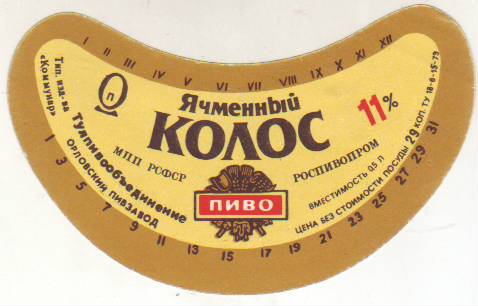 I II III IV V VI VII VIII IX X XI XII
Тип. изд-ва
«Коммунар»
п
Ячменный
КОЛОС
11%
МПП РСФСР
РОСПИВОПРОМ
Тулпивообъединение
ОРЛОВСКИЙ ПИВЗАВОД
ПИВО
ВМЕСТИМОСТЬ 0,5 л
ЦЕНА БЕЗ СТОИМОСТИ ПОСУДЫ 29 КОП. ТУ 18-6-15-79
1 3 5 7 9 11 13 15 17 19 21 23 25 27 29 31